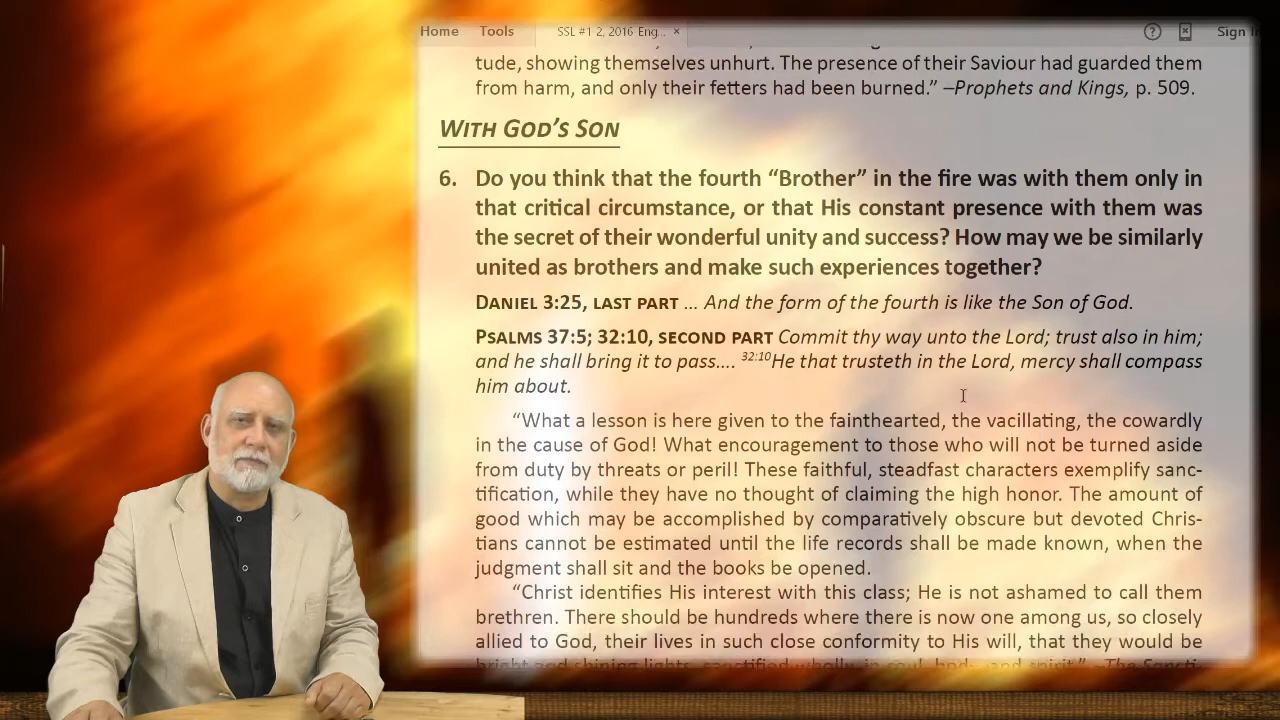 Home Tools SSL #1-2, 2016 Eng... × ? Sign
tude, showing themselves unhurt. The presence of their Saviour had guarded them
from harm, and only their fetters had been burned.” –Prophets and Kings, p. 509.
WITH GOD’S SON
6. Do you think that the fourth “Brother” in the fire was with them only in
that critical circumstance, or that His constant presence with them was
the secret of their wonderful unity and success? How may we be similarly
united as brothers and make such experiences together?
DANIEL 3:25, LAST PART ... And the form of the fourth is like the Son of God.
PSALMS 37:5; 32:10, SECOND PART Commit thy way unto the Lord; trust also in him;
and he shall bring it to pass.... 32:10He that trusteth in the Lord, mercy shall compass
him about.
“What a lesson is here given to the fainthearted, the vacillating, the cowardly
in the cause of God! What encouragement to those who will not be turned aside
from duty by threats or peril! These faithful, steadfast characters exemplify sanc-
tification, while they have no thought of claiming the high honor. The amount of
good which may be accomplished by comparatively obscure but devoted Chris-
tians cannot be estimated until the life records shall be made known, when the
judgment shall sit and the books be opened.
“Christ identifies His interest with this class; He is not ashamed to call them
brethren. There should be hundreds where there is now one among us, so closely
allied to God, their lives in such close conformity to His will, that they would be
bright and shining lights, sanctified wholly, in soul, body, and spirit.” –The Sancti-